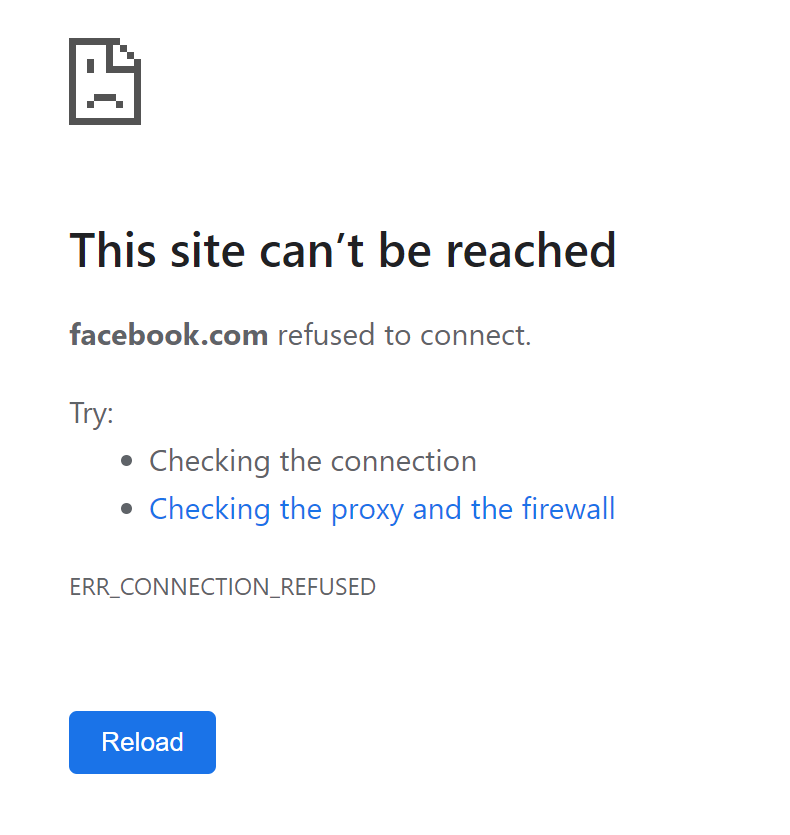 This site can’t be reached
facebook.com refused to connect.
Try:
• Checking the connection
• Checking the proxy and the firewall
ERR_CONNECTION_REFUSED
Reload